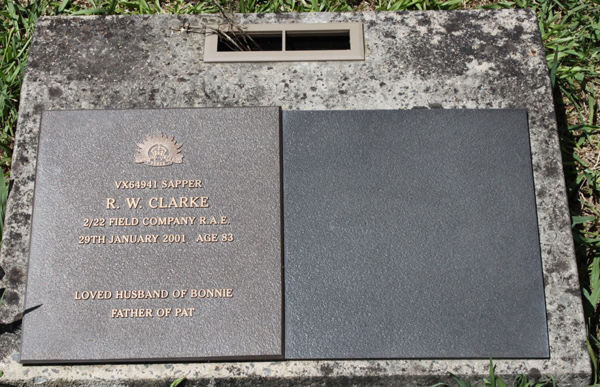 VX64941 SAPPER
R. W. CLARKE
2/22 FIELD COMPANY R.A.E.
29TH JANUARY 2001 AGE 83
LOVED HUSBAND OF BONNIE
FATHER OF PAT